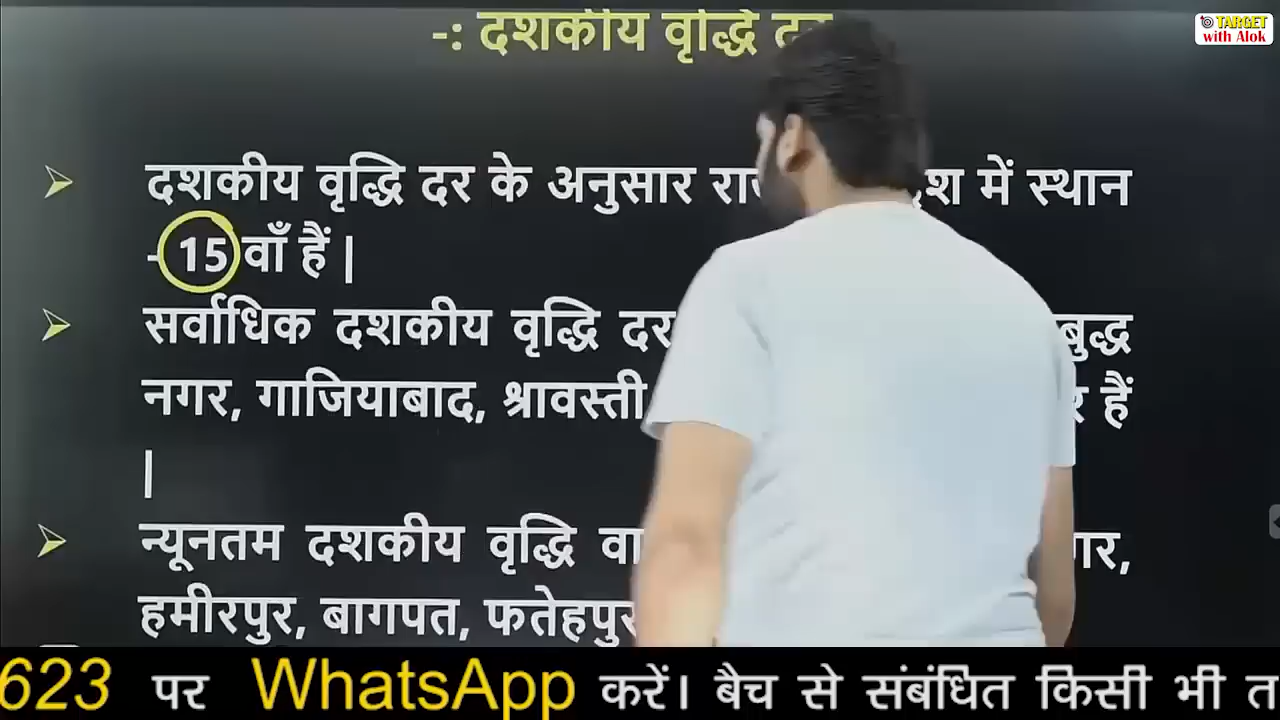 TARGET
with Alok
-: दशकीय वृद्धि दर
दशकीय वृद्धि दर के अनुसार में स्थान
- 15 वाँ हैं |
सर्वाधिक दशकीय वृद्धि दर बुद्ध
नगर, गाजियाबाद, श्रावस्ती हैं
|
न्यूनतम दशकीय वृद्धि
हमीरपुर, बागपत, फतेहपुर
623 पर WhatsApp करें। बैच से संबंधित किसी भी